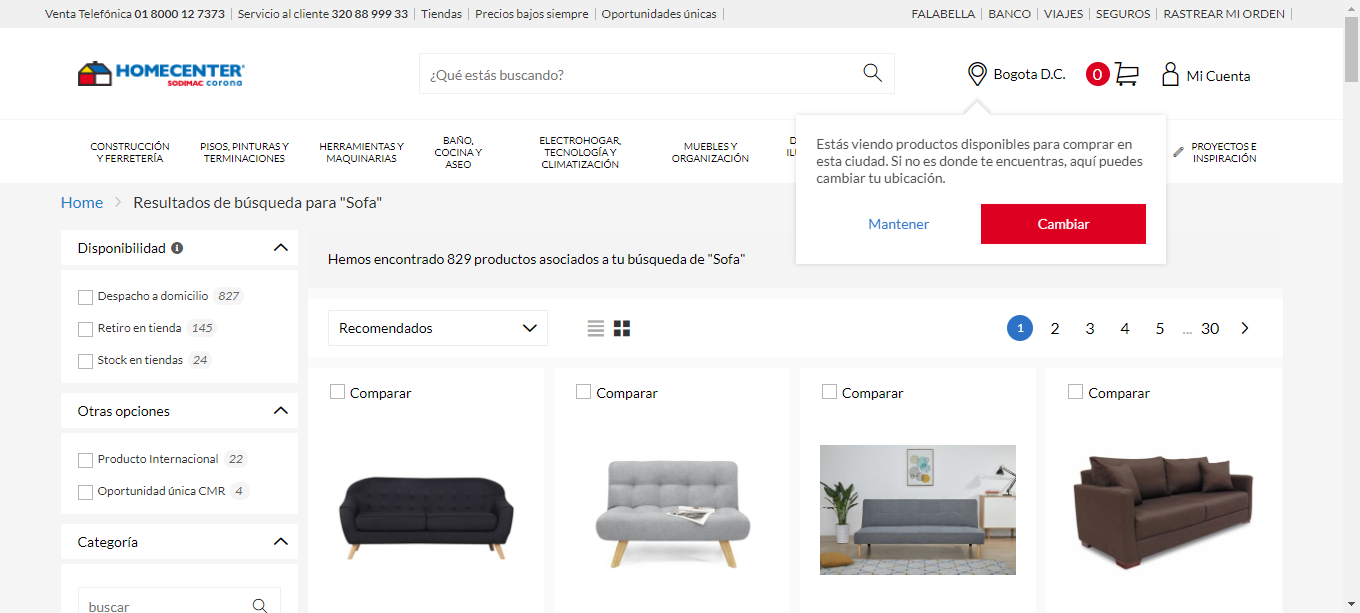 Venta Telefónica 01 8000 12 7373 | Servicio al cliente 320 88 999 33 | Tiendas | Precios bajos siempre | Oportunidades únicas |
FALABELLA | BANCO | VIAJES | SEGUROS | RASTREAR MI ORDEN |
HOMECENTER
SODIMAC corona
¿Qué estás buscando?
Bogota D.C.
0
Mi Cuenta
CONSTRUCCIÓN
Y FERRETERÍA
PISOS, PINTURAS Y
TERMINACIONES
HERRAMIENTAS Y
MAQUINARIAS
BAÑO,
COCINA Y
ASEO
ELECTROHOGAR,
TECNOLOGÍA Y
CLIMATIZACIÓN
MUEBLES Y
ORGANIZACIÓN
PROYECTOS E
INSPIRACIÓN
Estás viendo productos disponibles para comprar en
esta ciudad. Si no es donde te encuentras, aquí puedes
cambiar tu ubicación.
Mantener
Cambiar
Home > Resultados de búsqueda para "Sofa"
Disponibilidad
Despacho a domicilio 827
Retiro en tienda 145
Stock en tiendas 24
Otras opciones
Producto Internacional 22
Oportunidad única CMR 4
Categoría
buscar
Hemos encontrado 829 productos asociados a tu búsqueda de "Sofa"
Recomendados
1 2 3 4 5 ... 30
Comparar
Comparar
Comparar
Comparar